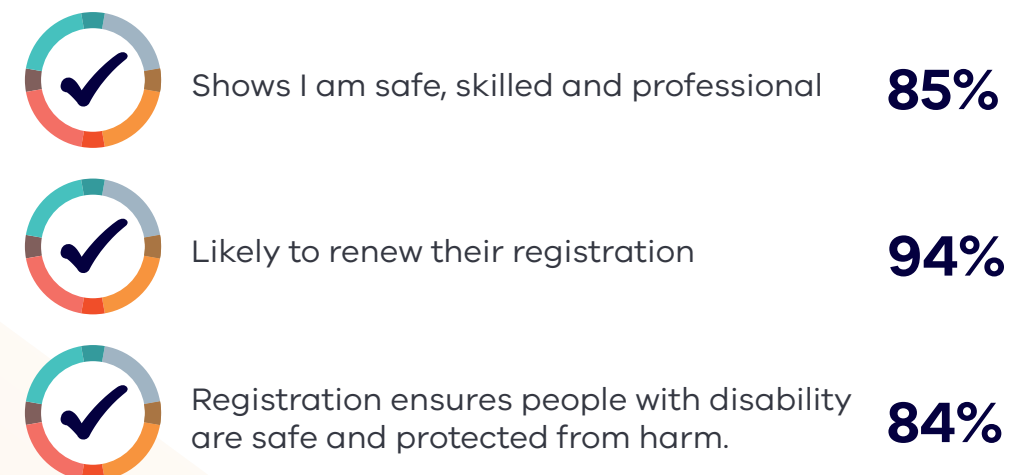 Shows I am safe, skilled and professional 85%
Likely to renew their registration 94%
Registration ensures people with disability
are safe and protected from harm. 84%